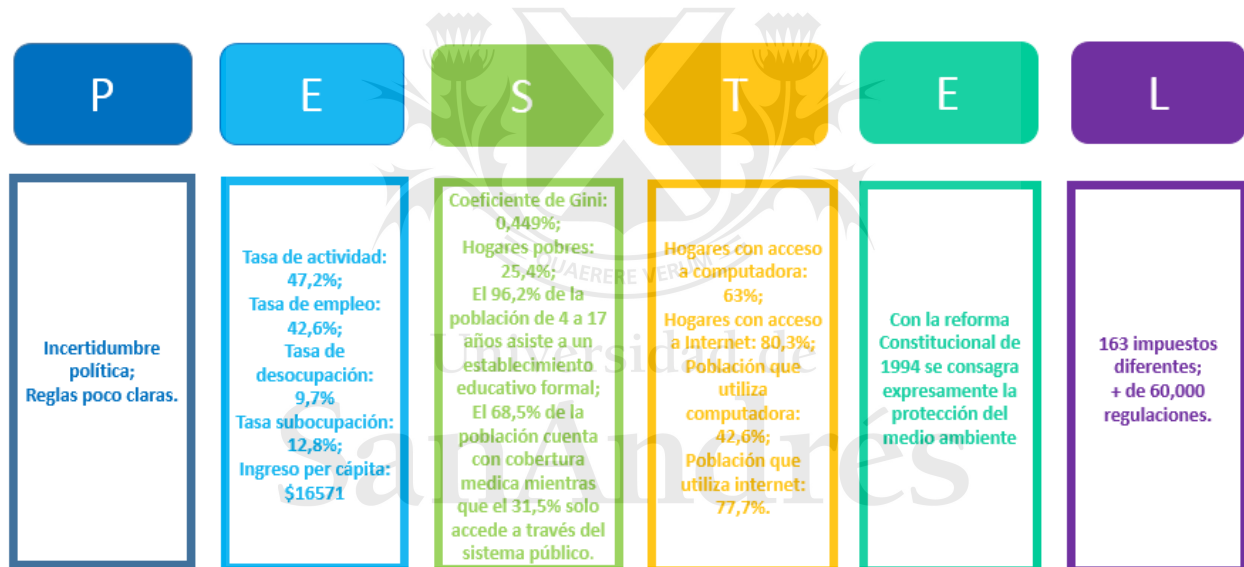 P
E
S
T
E
L
Incertidumbre
política;
Reglas poco claras.
Tasa de actividad:
47,2%;
Tasa de empleo:
42,6%;
Tasa de
desocupación:
9,7%
Tasa subocupación:
12,8%;
Ingreso per cápita:
$16571
Coeficiente de Gini:
0,449%;
Hogares pobres:
25,4%;
El 96,2% de la
población de 4 a 17
años asiste a un
establecimiento
educativo formal;
El 68,5% de la
población cuenta
con cobertura
medica mientras
que el 31,5% solo
accede a través del
sistema público.
Hogares con acceso
a computadora:
63%;
Hogares con acceso
a Internet: 80,3%;
Población que
utiliza
computadora:
42,6%;
Población que
utiliza internet:
77,7%.
Con la reforma
Constitucional de
1994 se consagra
expresamente la
protección del
medio ambiente
163 impuestos
diferentes;
+ de 60,000
regulaciones.
QUAERERE VERUM
Universidad de
SanAndrés